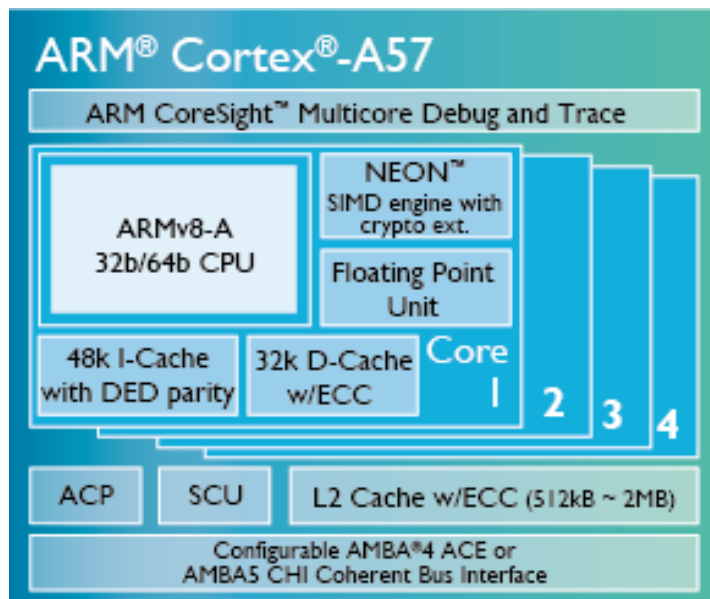 ARM® Cortex®-A57
ARM CoreSight™ Multicore Debug and Trace
ARMv8-A
32b/64b CPU
NEON™
SIMD engine with
crypto ext.
Floating Point
Unit
48k I-Cache
with DED parity
32k D-Cache
w/ECC
Core
1
2
3
4
ACP
SCU
L2 Cache w/ECC (512kB ~ 2MB)
Configurable AMBA®4 ACE or
AMBA5 CHI Coherent Bus Interface